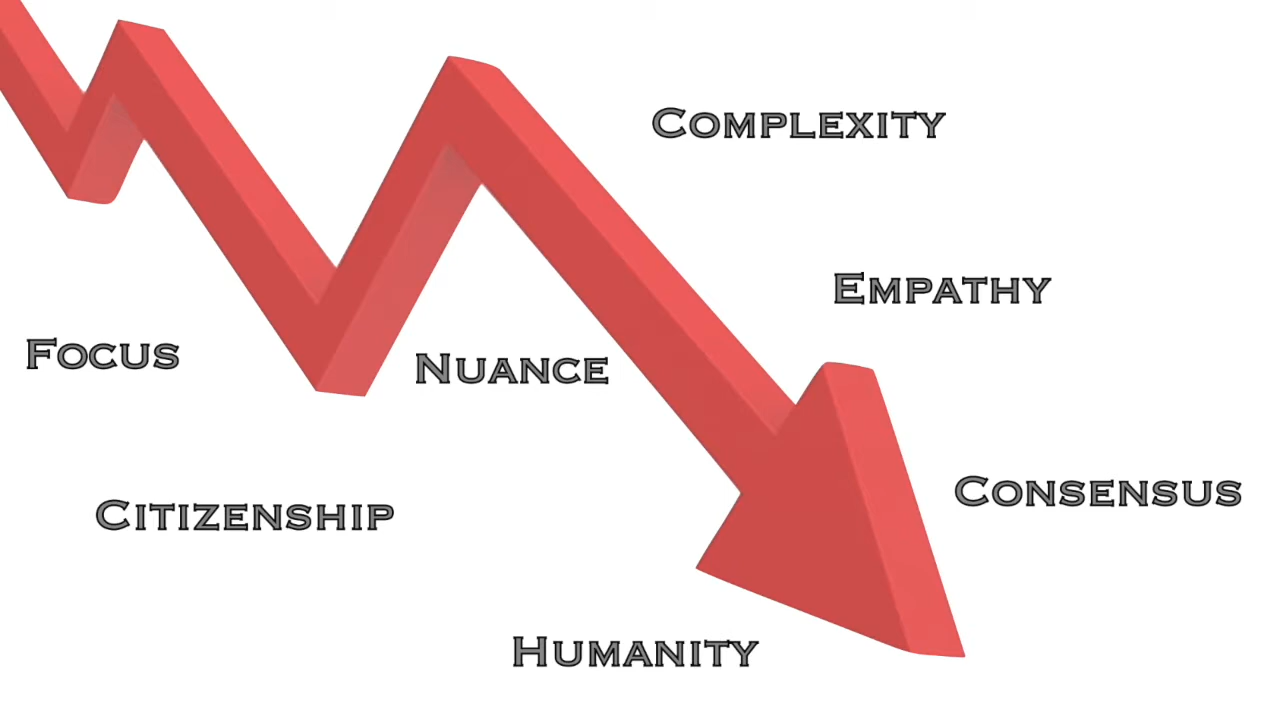 Complexity
Empathy
Focus
Nuance
Consensus
Citizenship
Humanity